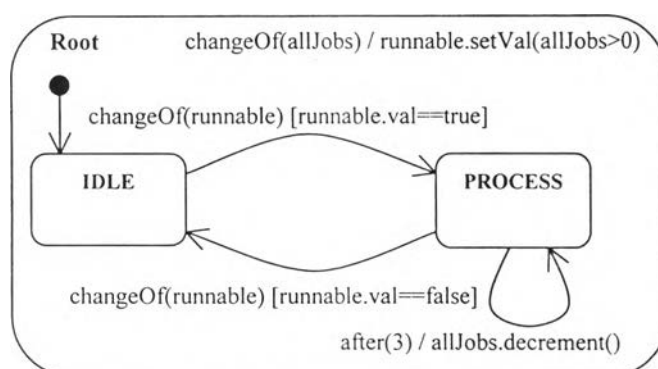 Root changeOf(allJobs) / runnable.setVal(allJobs>0)
changeOf(runnable) [runnable.val==true]
IDLE
PROCESS
changeOf(runnable) [runnable.val==false]
after(3) / allJobs.decrement()